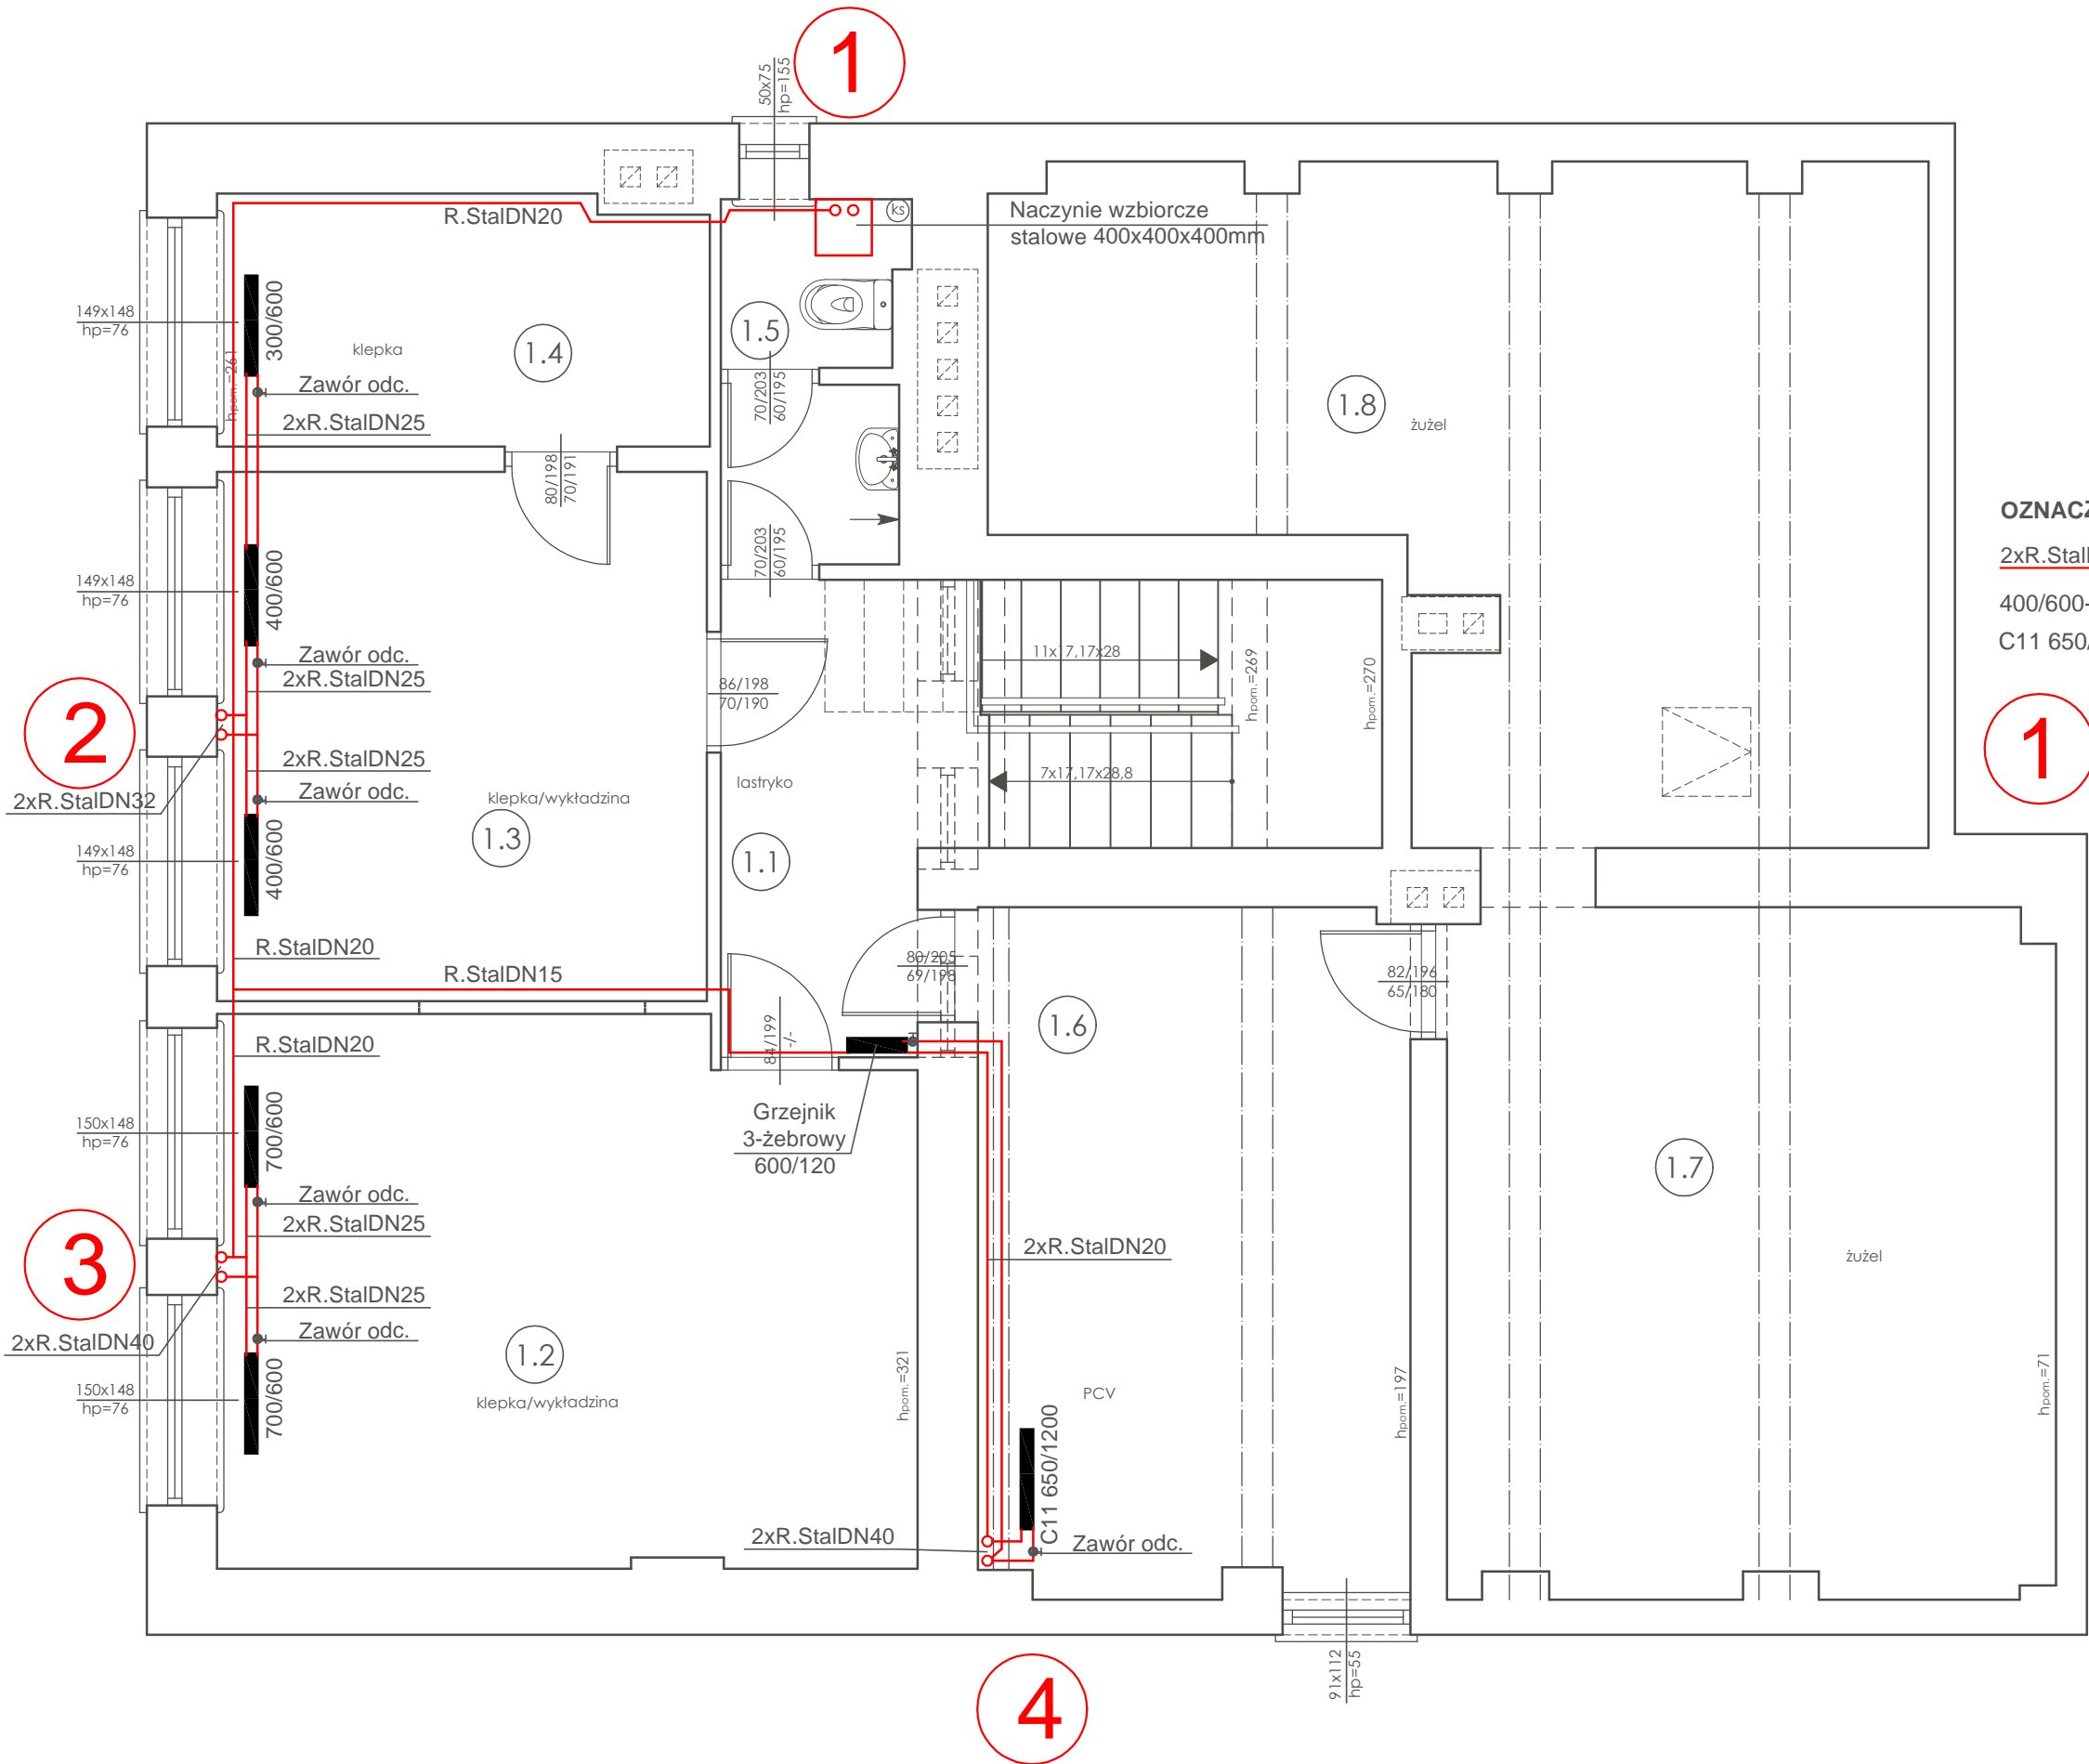 1
50x75
hp=155
R.StalDN20
ks
Naczynie wzbiorcze
stalowe 400x400x400mm
149x148
hp=76
hpom.=261
300/600
klepka
1.4
1.5
Zawór odc.
2xR.StalDN25
70/203
60/195
80/198
70/191
1.8
żużel
70/203
60/195
149x148
hp=76
400/600
Zawór odc.
2xR.StalDN25
86/198
70/190
11x17,17x28
hpom.=269
hpom.=270
2
2xR.StalDN32
2xR.StalDN25
Zawór odc.
klepka/wykładzina
1.3
lastryko
1.1
7x17,17x28,8
149x148
hp=76
400/600
R.StalDN20
R.StalDN15
80/205
69/198
82/196
65/180
1.6
R.StalDN20
84/199
-/-
150x148
hp=76
700/600
Grzejnik
3-żebrowy
600/120
Zawór odc.
2xR.StalDN25
1.7
3
2xR.StalDN40
2xR.StalDN20
żużel
2xR.StalDN25
Zawór odc.
1.2
klepka/wykładzina
150x148
hp=76
700/600
hpom.=321
PCV
hpom.=197
hpom.=71
C11 650/1200
2xR.StalDN40
Zawór odc.
91x112
hp=55
4
400/600-
C11 650/
1